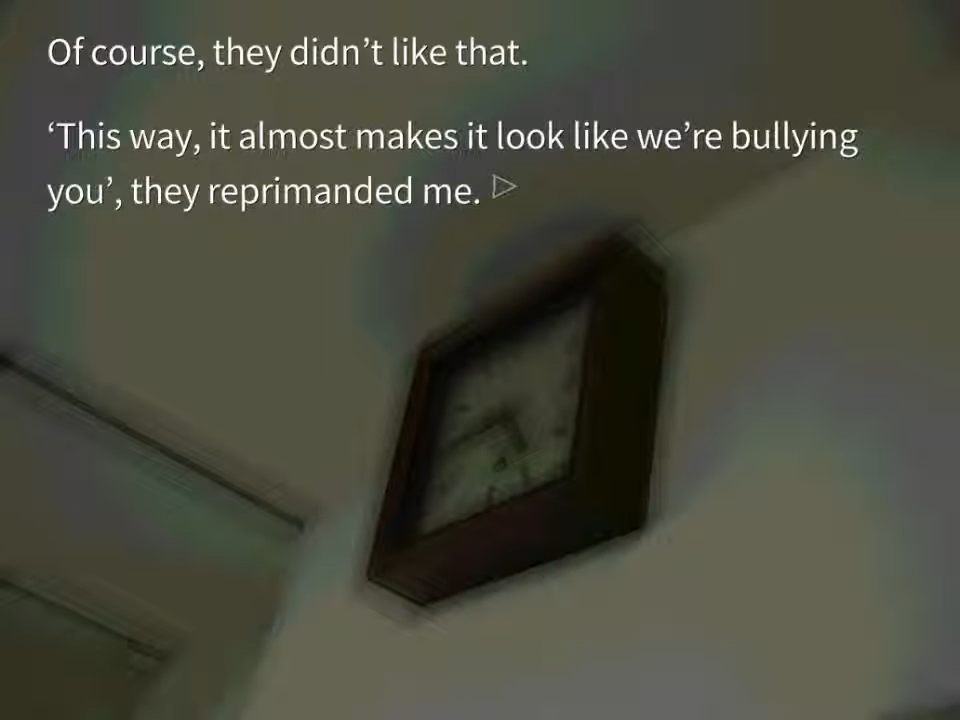 Of course, they didn’t like that.
‘This way, it almost makes it look like we’re bullying
you’, they reprimanded me.